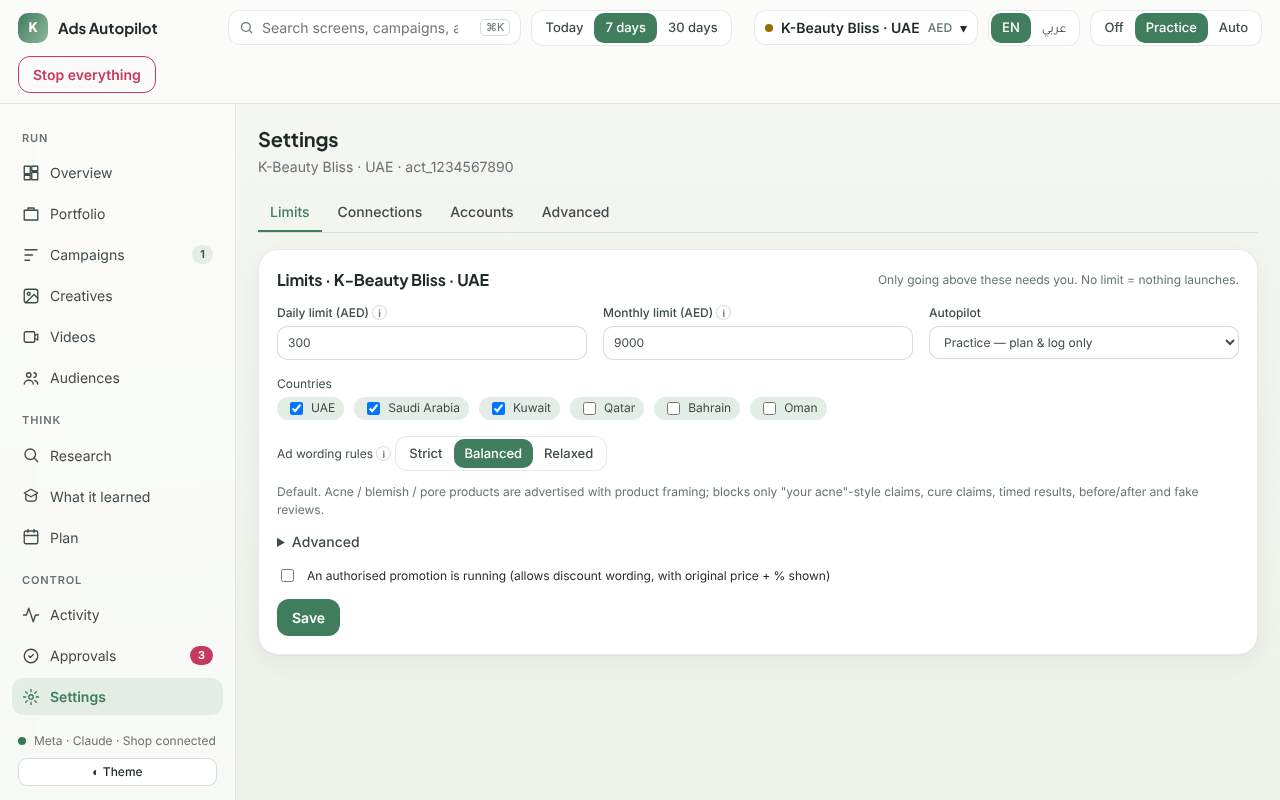 K Ads Autopilot
Search screens, campaigns, a ⌘K
Today 7 days 30 days
K-Beauty Bliss · UAE AED ▾
EN عربي
Off Practice Auto
Stop everything
RUN
Overview
Portfolio
Campaigns 1
Creatives
Videos
Audiences
THINK
Research
What it learned
Plan
CONTROL
Activity
Approvals 3
Settings
Meta · Claude · Shop connected
Theme
Settings
K-Beauty Bliss · UAE · act_1234567890
Limits Connections Accounts Advanced
Limits · K-Beauty Bliss · UAE
Only going above these needs you. No limit = nothing launches.
Daily limit (AED) i Monthly limit (AED) i Autopilot
300 9000 Practice — plan & log only
Countries
UAE Saudi Arabia Kuwait Qatar Bahrain Oman
Ad wording rules i Strict Balanced Relaxed
Default. Acne / blemish / pore products are advertised with product framing; blocks only "your acne"-style claims, cure claims, timed results, before/after and fake
reviews.
Advanced
An authorised promotion is running (allows discount wording, with original price + % shown)
Save